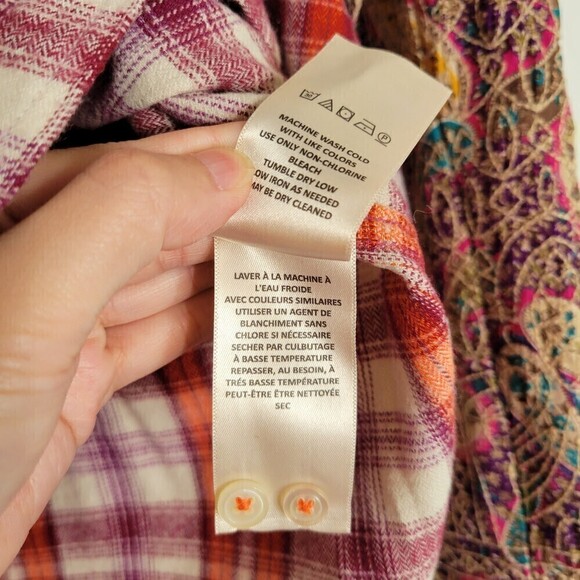 P
MACHINE WASH COLD
WITH LIKE COLORS
USE ONLY NON-CHLORINE
BLEACH
TUMBLE DRY LOW
LOW IRON AS NEEDED
MAY BE DRY CLEANED
LAVER À LA MACHINE À
L'EAU FROIDE
AVEC COULEURS SIMILAIRES
UTILISER UN AGENT DE
BLANCHIMENT SANS
CHLORE SI NÉCESSAIRE
SECHER PAR CULBUTAGE
À BASSE TEMPERATURE
REPASSER, AU BESOIN, À
TRÉS BASSE TEMPÉRATURE
PEUT-ÊTRE ÊTRE NETTOYÉE
SEC